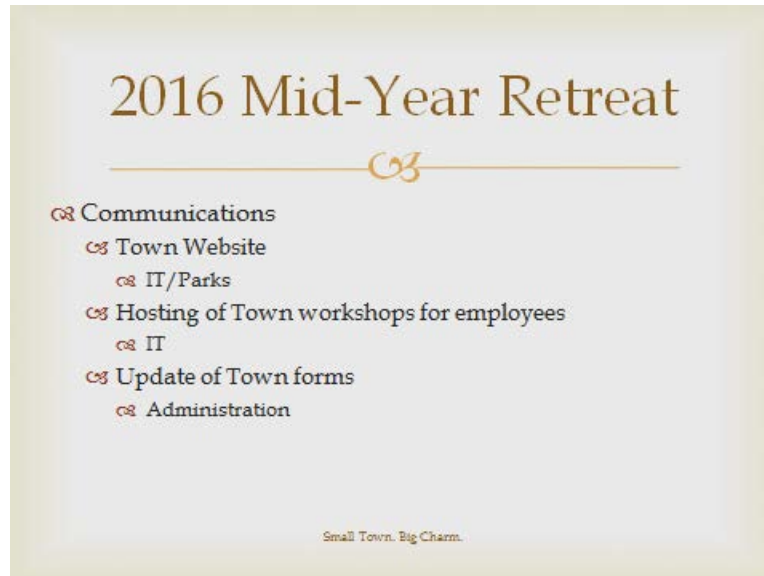 2016 Mid-Year Retreat
Communications
Town Website
IT/Parks
Hosting of Town workshops for employees
IT
Update of Town forms
Administration
Small Town. Big Charm.